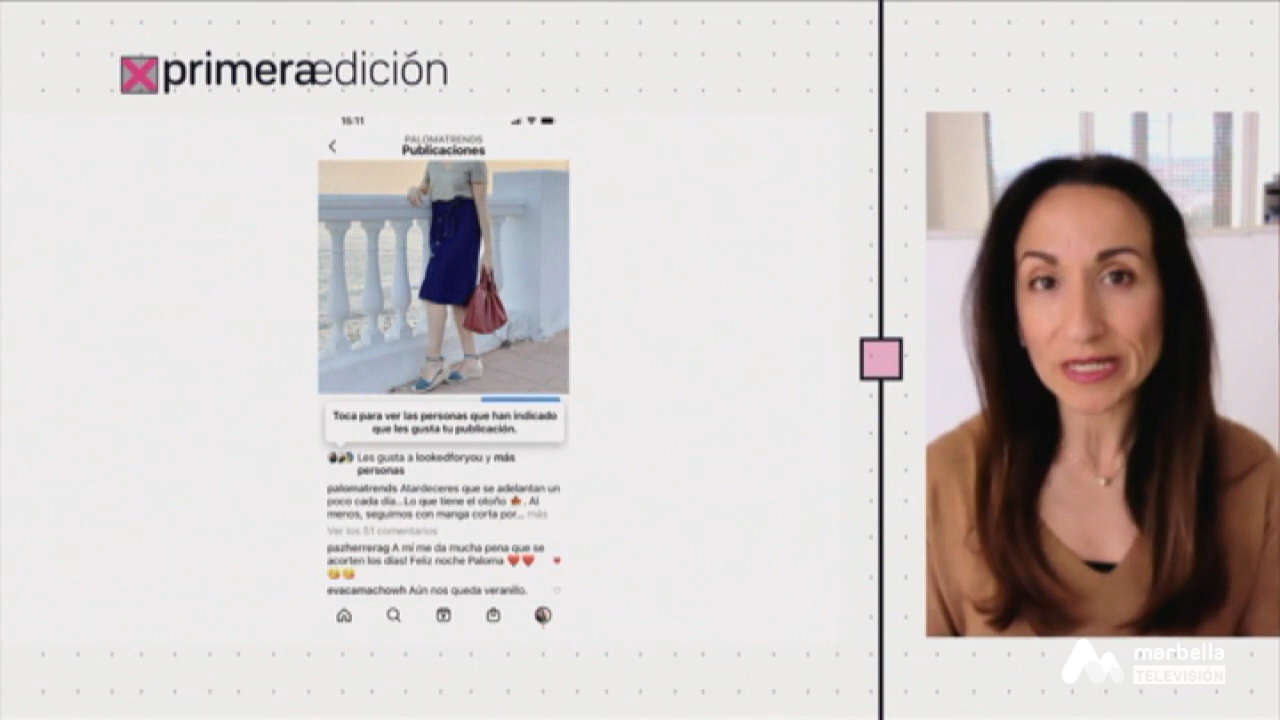 primeraedición
15:11
PALOMATRENDS
Publicaciones
Toca para ver las personas que han indicado
que les gusta tu publicación.
Les gusta a lookedforyou y más
personas
palomatrends Atardeceres que se adelantan un
poco cada día...Lo que tiene el otoño 🍁. Al
menos, seguimos con manga corta por... más
Ver los 51 comentarios
pazherrerag A mí me da mucha pena que se
acorten los días! Feliz noche Paloma ❤️❤️
😘😘
evacamachowh Aún nos queda veranillo.
marbella
TELEVISIÓN